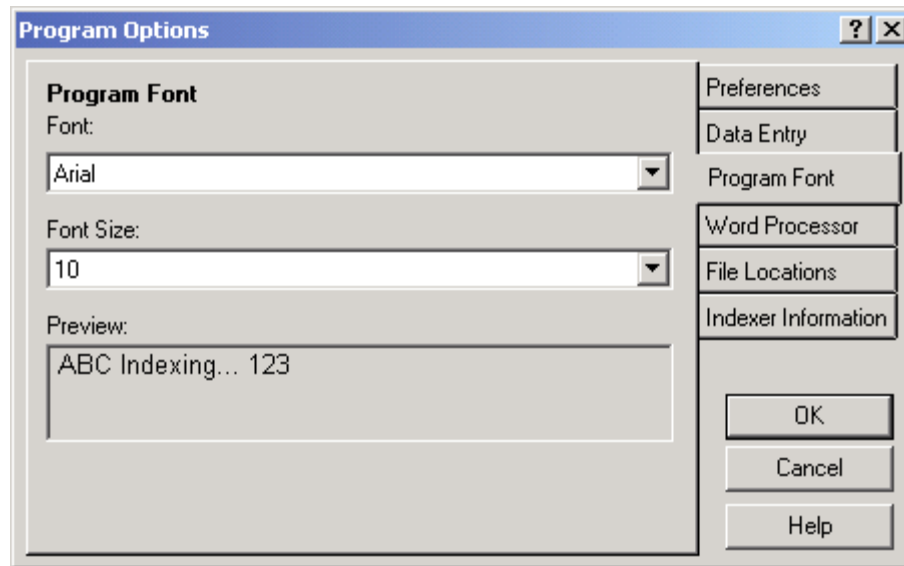 Program Options
Program Font
Font:
Arial
Font Size:
10
Preview:
ABC Indexing... 123
Preferences
Data Entry
Program Font
Word Processor
File Locations
Indexer Information
OK
Cancel
Help